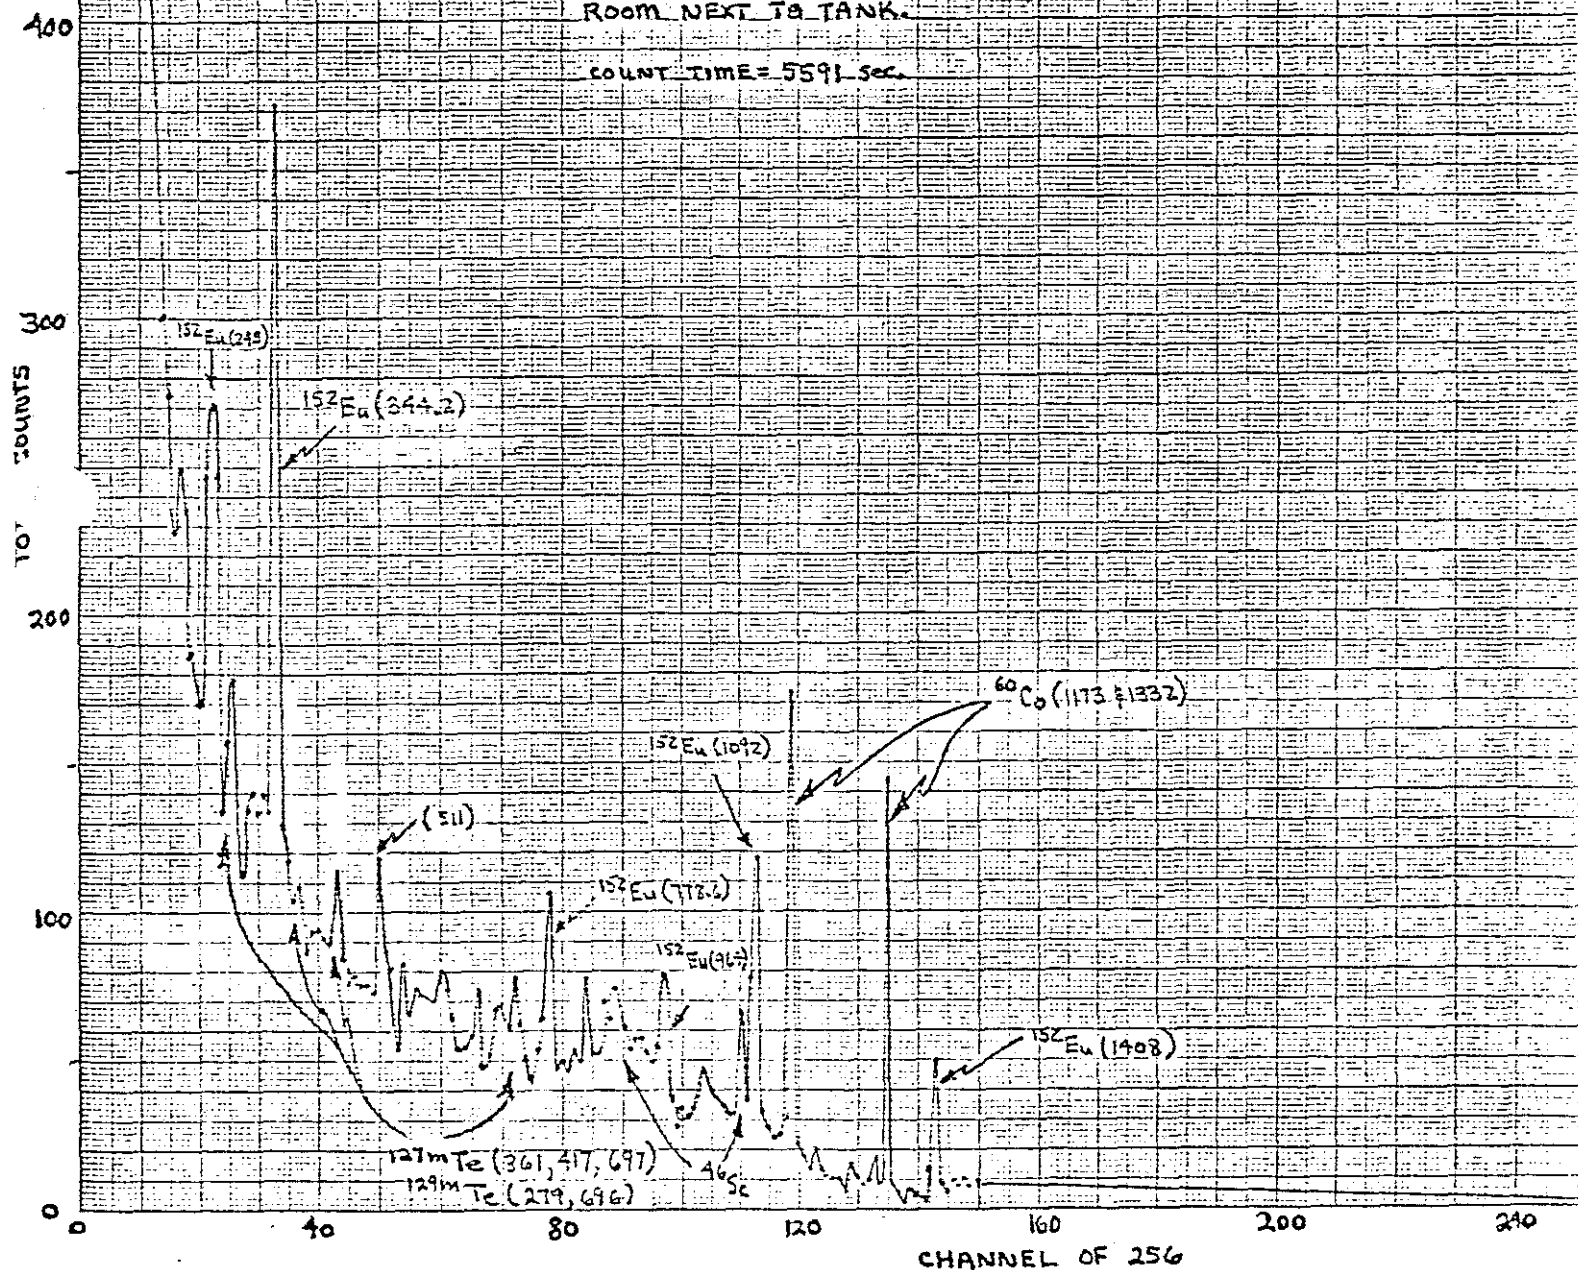 ROOM NEXT TO TANK.
COUNT TIME = 5591 sec.
400
300
200
100
0
COUNTS
152Eu(245)
152Eu(344.2)
(511)
152Eu(778.6)
152Eu(1092)
60Co(1173 & 1332)
152Eu(1408)
127mTe(361, 417, 697)
129mTe(279, 696)
46Sc
0
40
80
120
160
200
240
CHANNEL OF 256